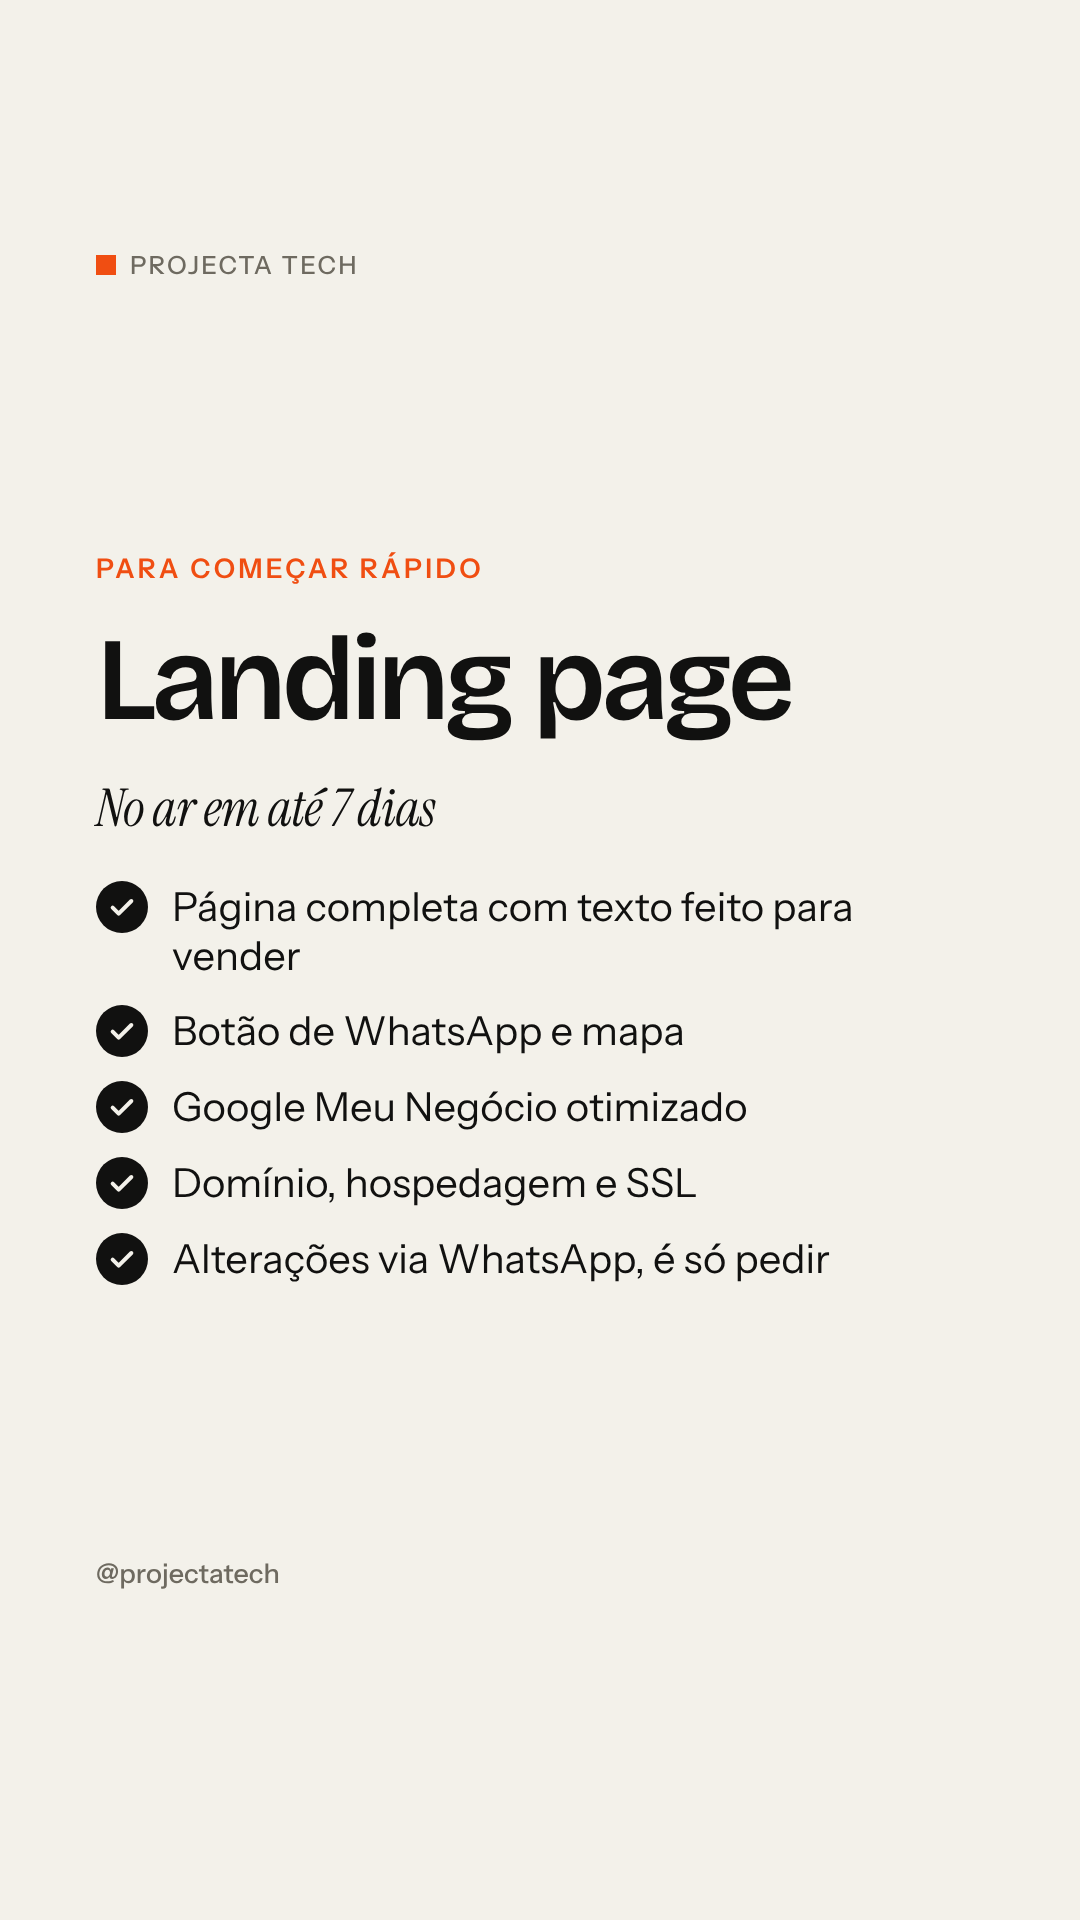 PROJECTA TECH
PARA COMEÇAR RÁPIDO
Landing page
No ar em até 7 dias
Página completa com texto feito para
vender
Botão de WhatsApp e mapa
Google Meu Negócio otimizado
Domínio, hospedagem e SSL
Alterações via WhatsApp, é só pedir
@projectatech